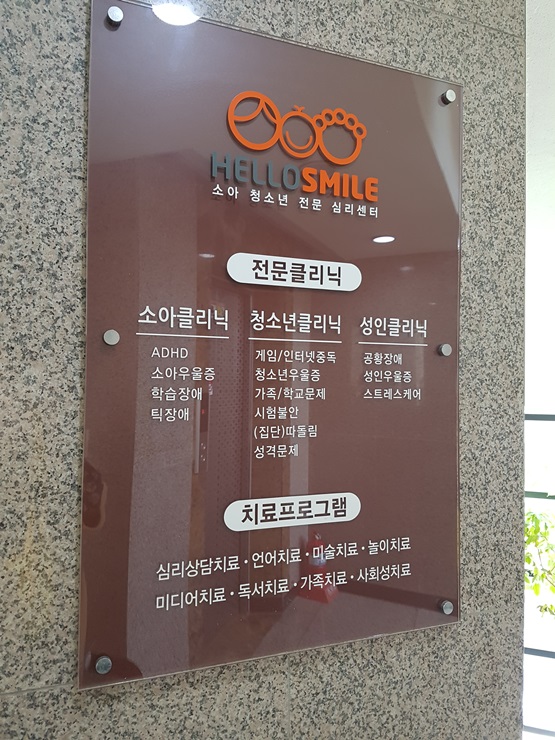 HELLOSMILE
소아 청소년 전문 심리센터
전문클리닉
소아클리닉
ADHD
소아우울증
학습장애
틱장애
청소년클리닉
게임/인터넷중독
청소년우울증
가족/학교문제
시험불안
(집단)따돌림
성격문제
성인클리닉
공황장애
성인우울증
스트레스케어
치료프로그램
심리상담치료·언어치료·미술치료·놀이치료
미디어치료·독서치료·가족치료·사회성치료